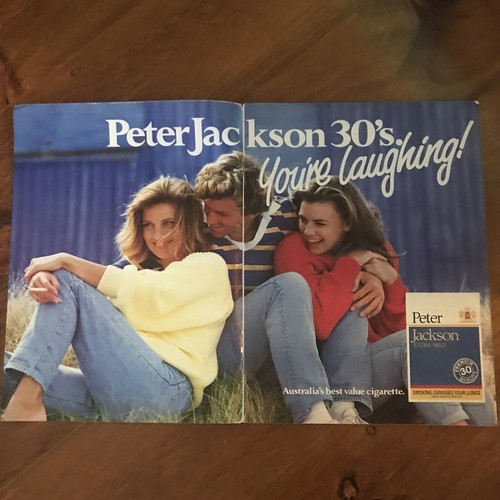 Peter Jackson 30's.
You're laughing!
Peter
Jackson
EXTRA MILD
PREMIUM
30
Australia's best value cigarette.
SMOKING DAMAGES YOUR LUNGS